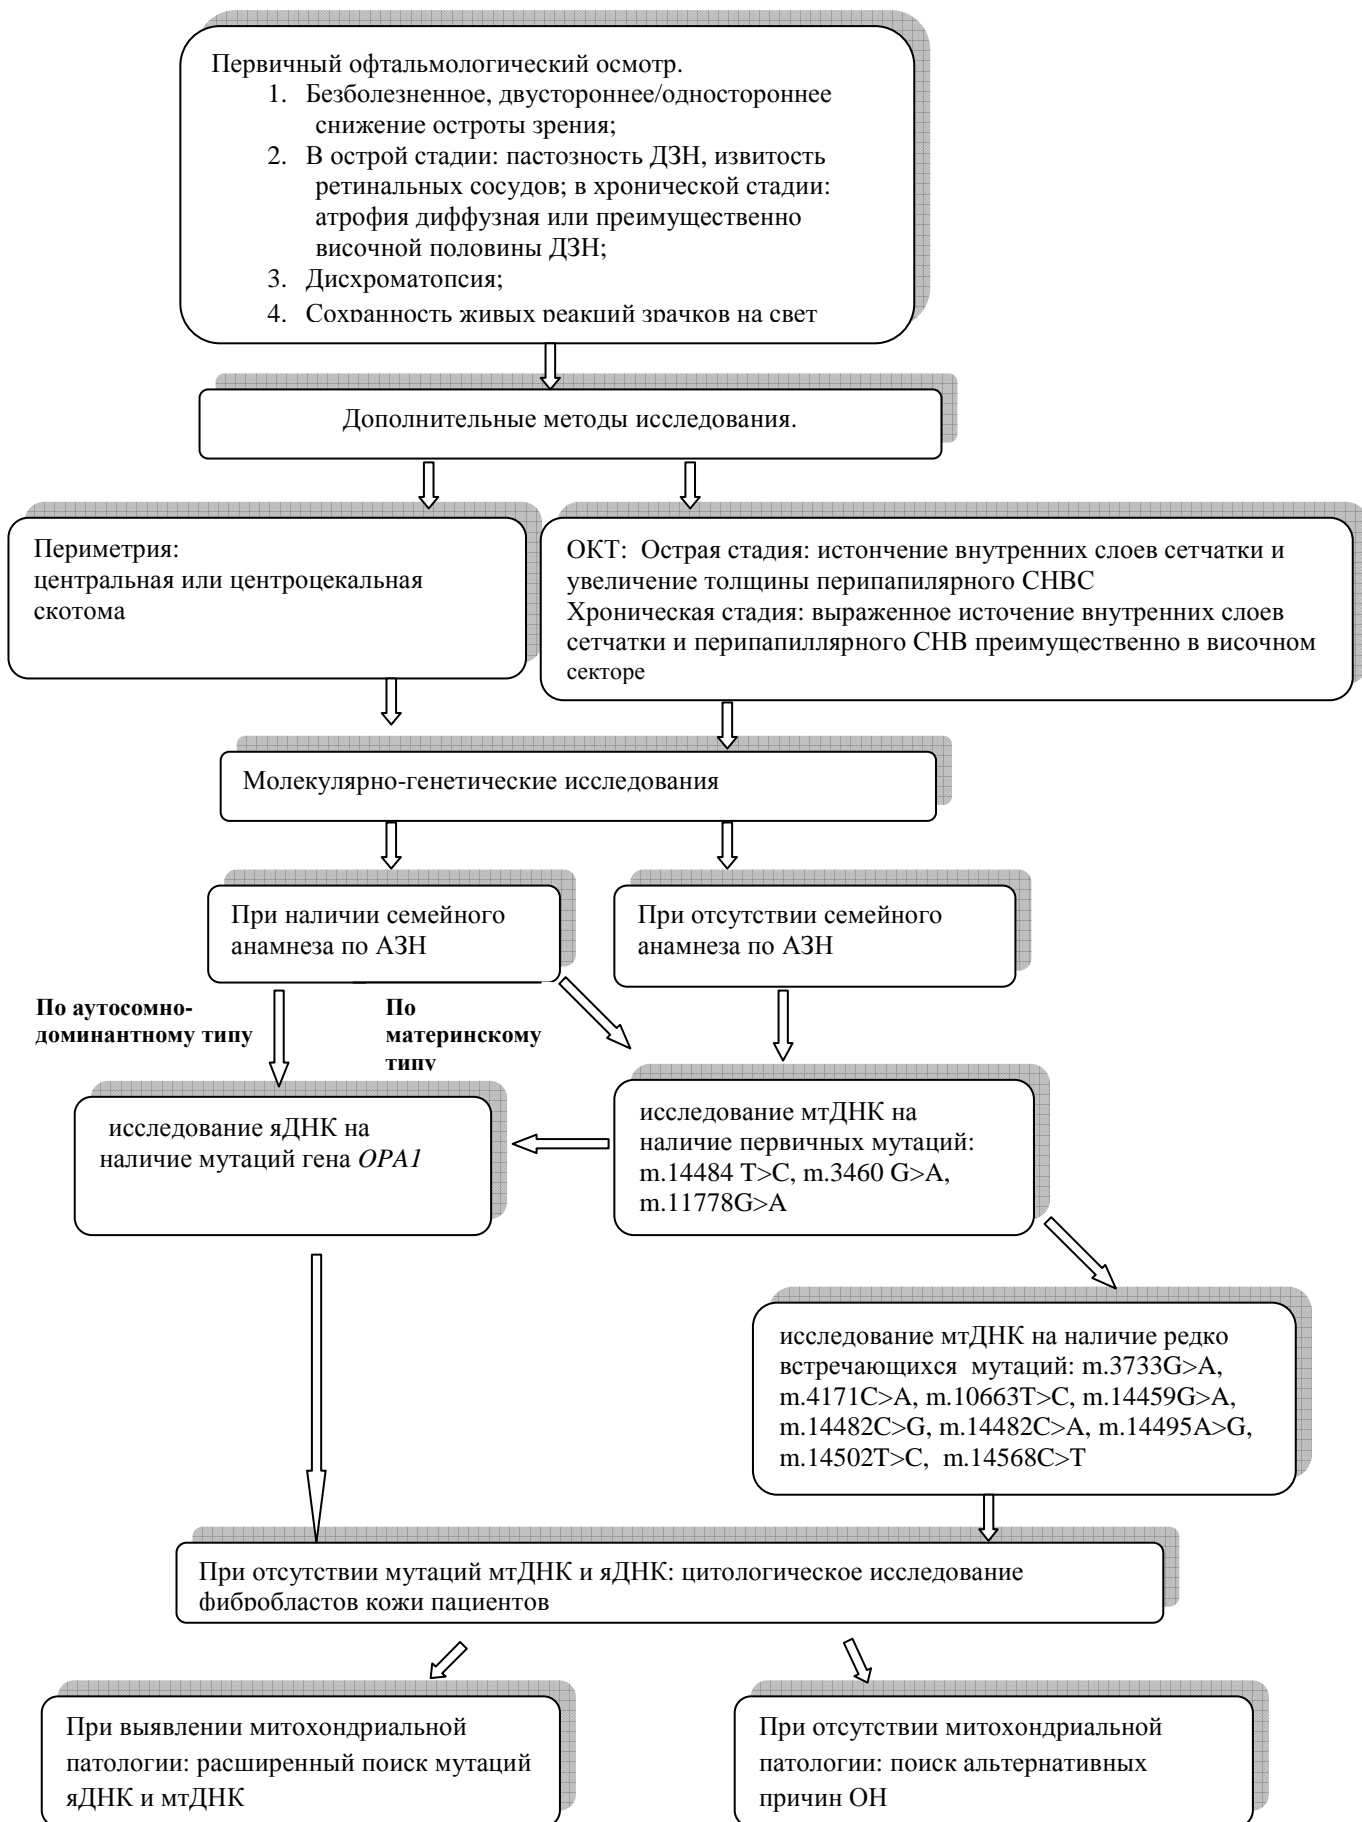 Первичный офтальмологический осмотр.
1. Безболезненное, двустороннее/одностороннее
снижение остроты зрения;
2. В острой стадии: пастозность ДЗН, извитость
ретинальных сосудов; в хронической стадии:
атрофия диффузная или преимущественно
височной половины ДЗН;
3. Дисхроматопсия;
4. Сохранность живых реакций зрачков на свет
Дополнительные методы исследования.
Периметрия:
центральная или центроцекальная
скотома
ОКТ: Острая стадия: истончение внутренних слоев сетчатки и
увеличение толщины перипапилярного СНВС
Хроническая стадия: выраженное источение внутренних слоев
сетчатки и перипапиллярного СНВ преимущественно в височном
секторе
Молекулярно-генетические исследования
При наличии семейного
анамнеза по АЗН
При отсутствии семейного
анамнеза по АЗН
По аутосомно-
доминантному типу
По
материнскому
типу
исследование яДНК на
наличие мутаций гена OPA1
исследование мтДНК на
наличие первичных мутаций:
m.14484 T>C, m.3460 G>A,
m.11778G>A
исследование мтДНК на наличие редко
встречающихся мутаций: m.3733G>A,
m.4171C>A, m.10663T>C, m.14459G>A,
m.14482C>G, m.14482C>A, m.14495A>G,
m.14502T>C, m.14568C>T
При отсутствии мутаций мтДНК и яДНК: цитологическое исследование
фибробластов кожи пациентов
При выявлении митохондриальной
патологии: расширенный поиск мутаций
яДНК и мтДНК
При отсутствии митохондриальной
патологии: поиск альтернативных
причин ОН